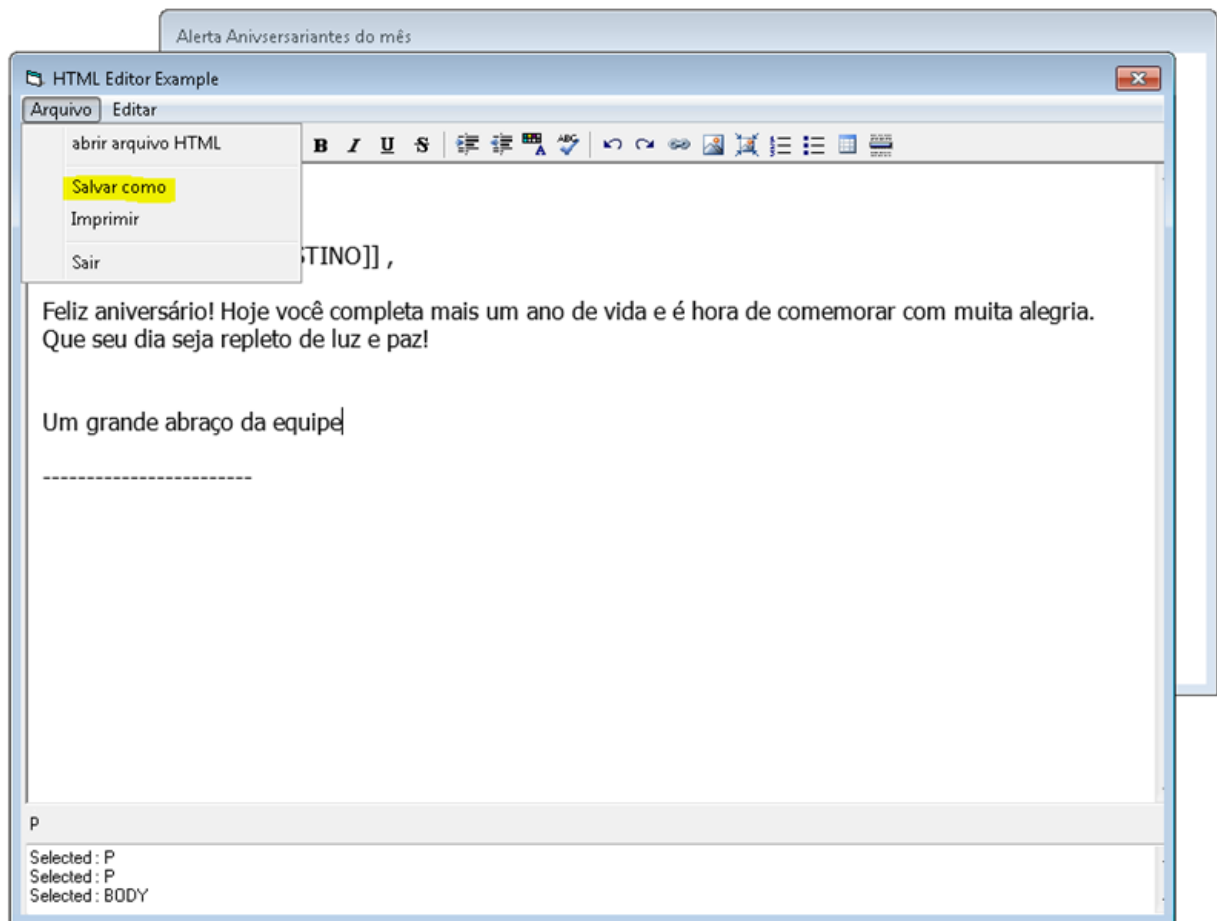 Alerta Anivsersariantes do mês
HTML Editor Example
Arquivo Editar
abrir arquivo HTML
B I U S ABC
Salvar como
Imprimir
Sair
STINO]] ,
Feliz aniversário! Hoje você completa mais um ano de vida e é hora de comemorar com muita alegria.
Que seu dia seja repleto de luz e paz!
Um grande abraço da equipe
------------------------
P
Selected : P
Selected : P
Selected : BODY